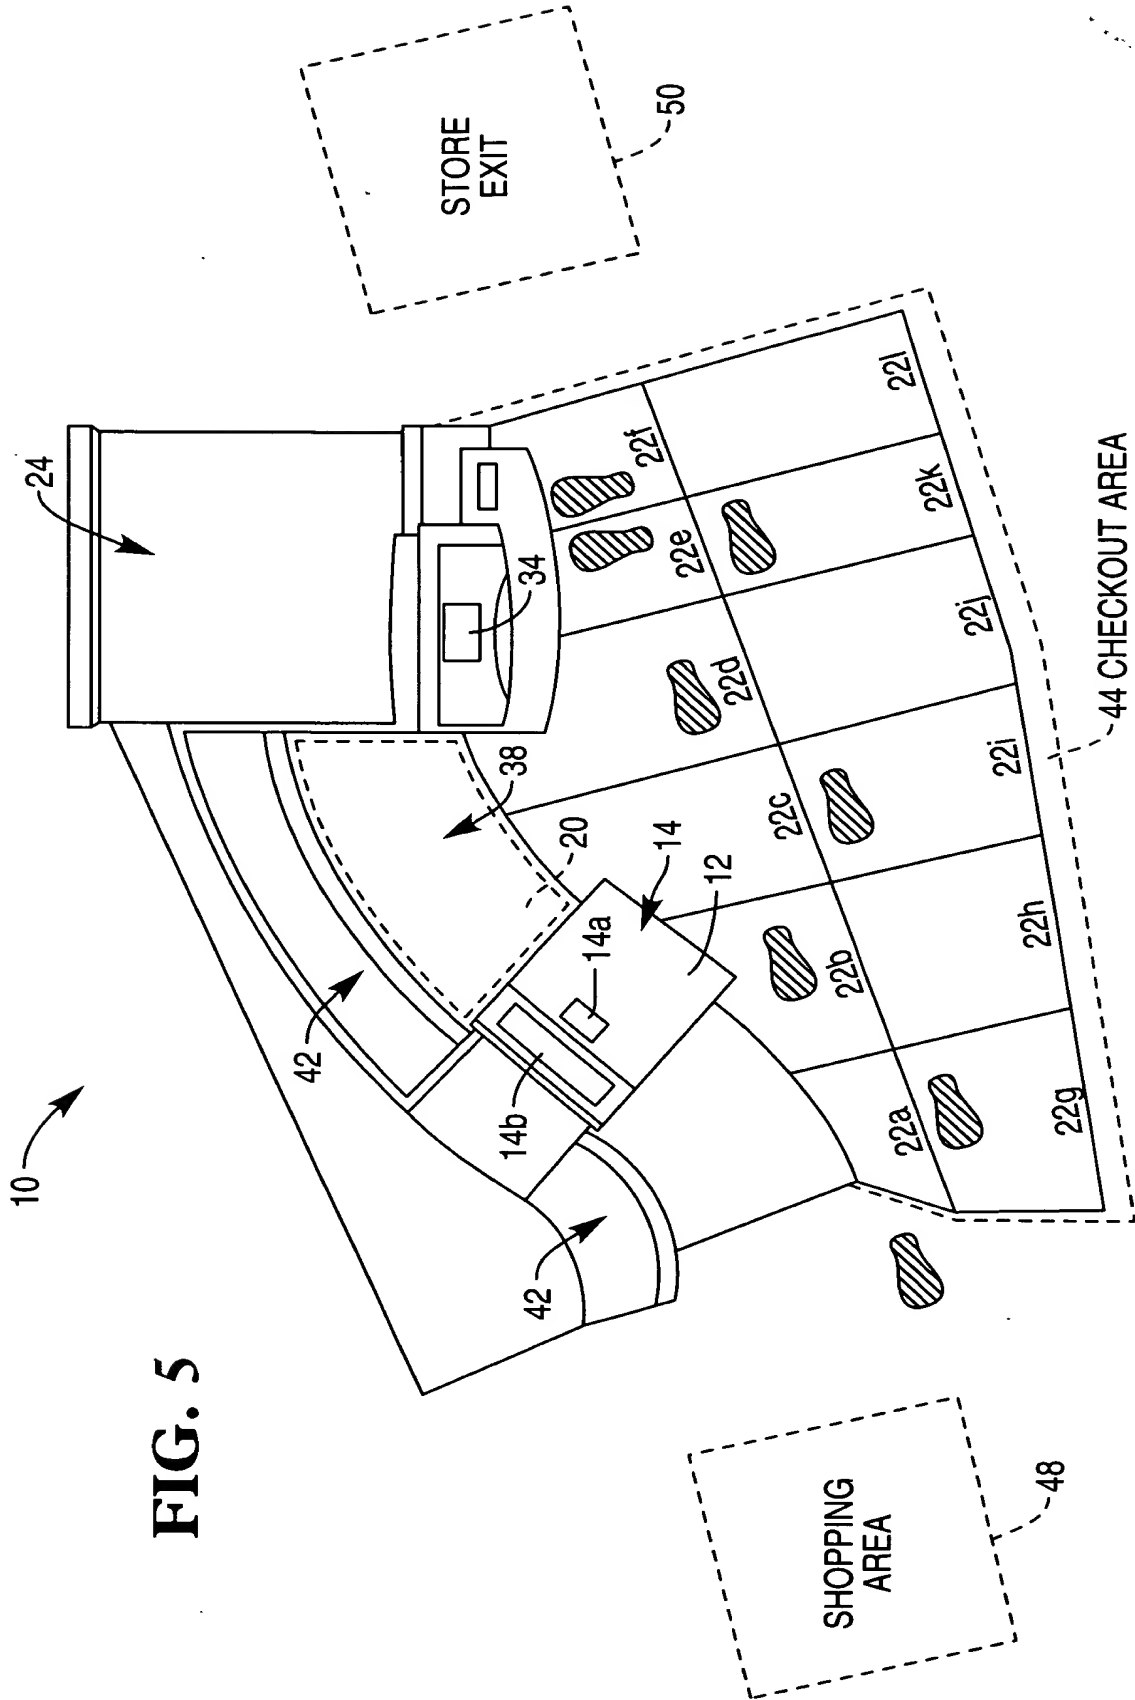 FIG. 5
10
24
42
42
38
20
34
14
12
14a
14b
22a
22b
22c
22d
22e
22f
22g
22h
22i
22j
22k
22l
44 CHECKOUT AREA
SHOPPING
AREA
48
STORE
EXIT
50